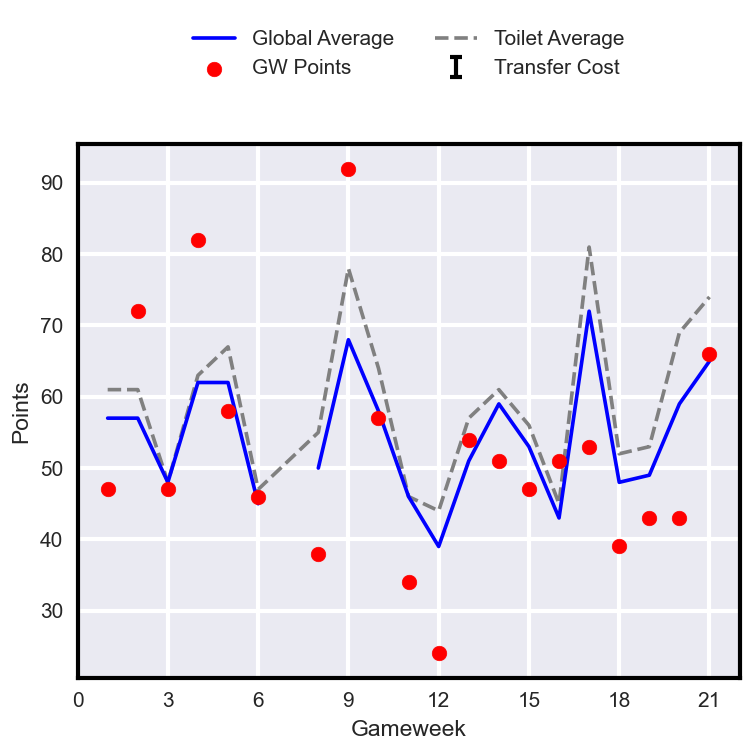 Global Average
Toilet Average
GW Points
Transfer Cost
90
80
70
60
50
40
30
Points
0 3 6 9 12 15 18 21
Gameweek